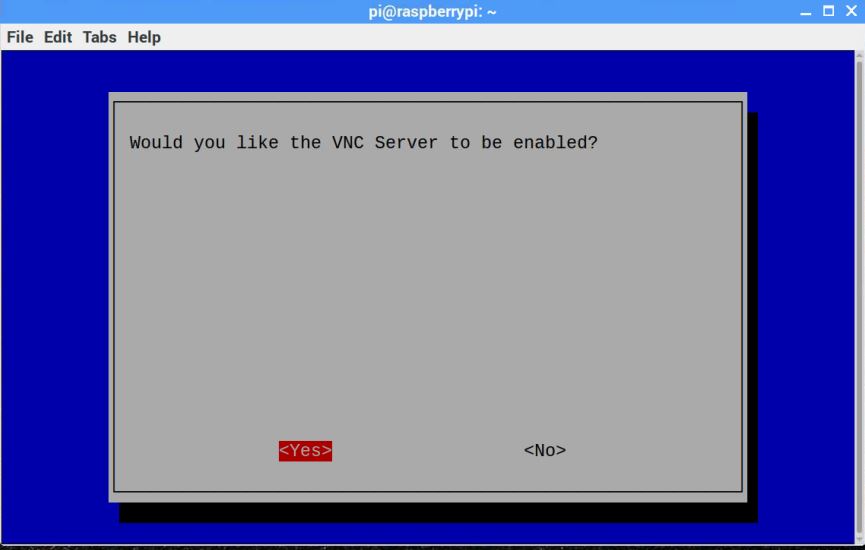 pi@raspberrypi: ~
File Edit Tabs Help
Would you like the VNC Server to be enabled?
<Yes> <No>